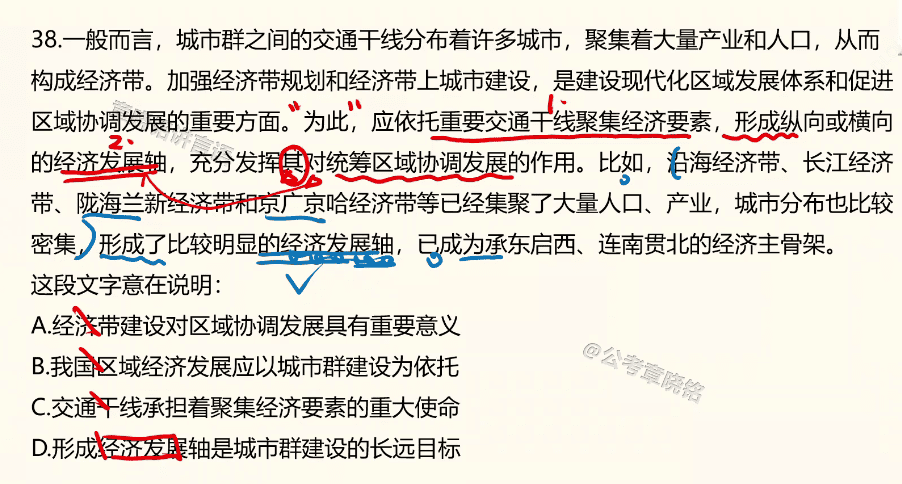 38.一般而言，城市群之间的交通干线分布着许多城市，聚集着大量产业和人口，从而
构成经济带。加强经济带规划和经济带上城市建设，是建设现代化区域发展体系和促进
区域协调发展的重要方面。"为此，"应依托重要交通干线聚集经济要素，形成纵向或横向
1.
2.
的经济发展轴，充分发挥其对统筹区域协调发展的作用。比如，沿海经济带、长江经济
带、陇海兰新经济带和京广京哈经济带等已经集聚了大量人口、产业，城市分布也比较
密集，形成了比较明显的经济发展轴，已成为承东启西、连南贯北的经济主骨架。
这段文字意在说明：
A.经济带建设对区域协调发展具有重要意义
B.我国区域经济发展应以城市群建设为依托
C.交通干线承担着聚集经济要素的重大使命
D.形成经济发展轴是城市群建设的长远目标
@公考章晓铭